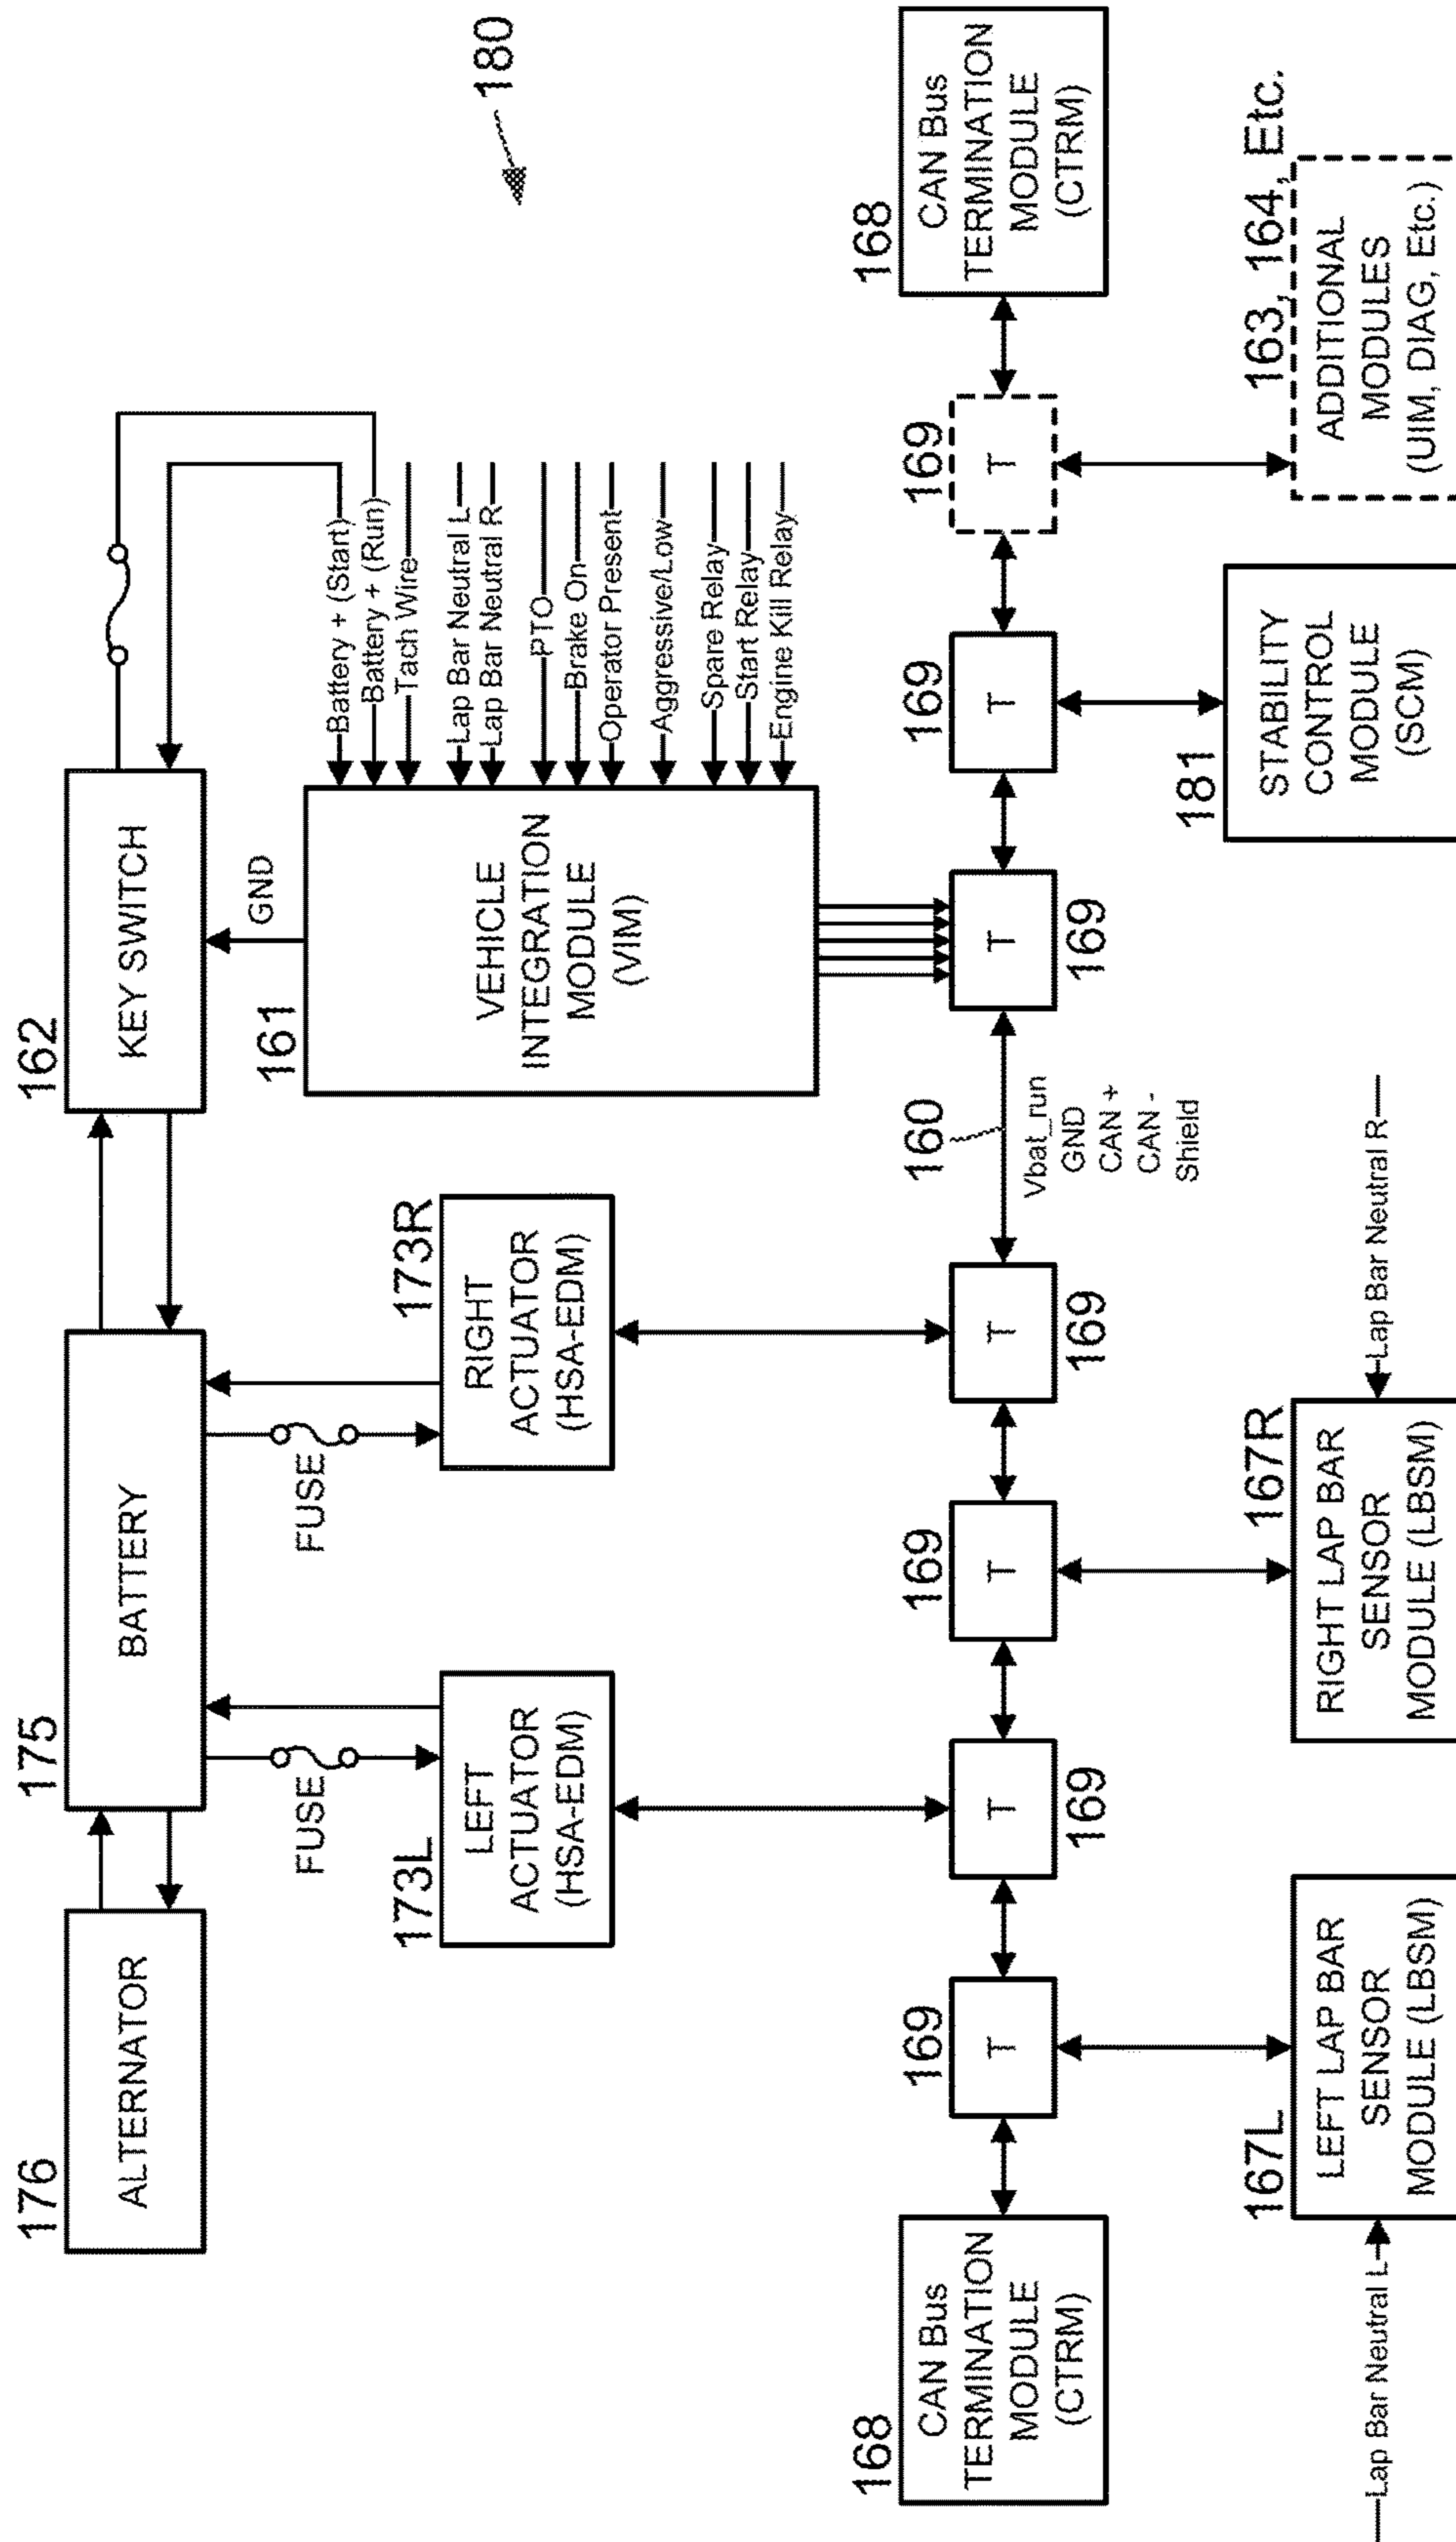 180
176
ALTERNATOR
175
BATTERY
162
KEY SWITCH
FUSE
FUSE
GND
173L
LEFT
ACTUATOR
(HSA-EDM)
173R
RIGHT
ACTUATOR
(HSA-EDM)
161
VEHICLE
INTEGRATION
MODULE
(VIM)
Battery + (Start)
Battery + (Run)
Tach Wire
Lap Bar Neutral L
Lap Bar Neutral R
PTO
Brake On
Operator Present
Aggressive/Low
Spare Relay
Start Relay
Engine Kill Relay
168
CAN Bus
TERMINATION
MODULE
(CTRM)
169
T
T
169
169
T
T
169
160
Vbat_run
GND
CAN +
CAN -
Shield
T
169
169
T
169
T
168
CAN Bus
TERMINATION
MODULE
(CTRM)
Lap Bar Neutral L
167L
LEFT LAP BAR
SENSOR
MODULE (LBSM)
167R
RIGHT LAP BAR
SENSOR
MODULE (LBSM)
Lap Bar Neutral R
181
STABILITY
CONTROL
MODULE
(SCM)
163, 164, Etc.
ADDITIONAL
MODULES
(UIM, DIAG, Etc.)